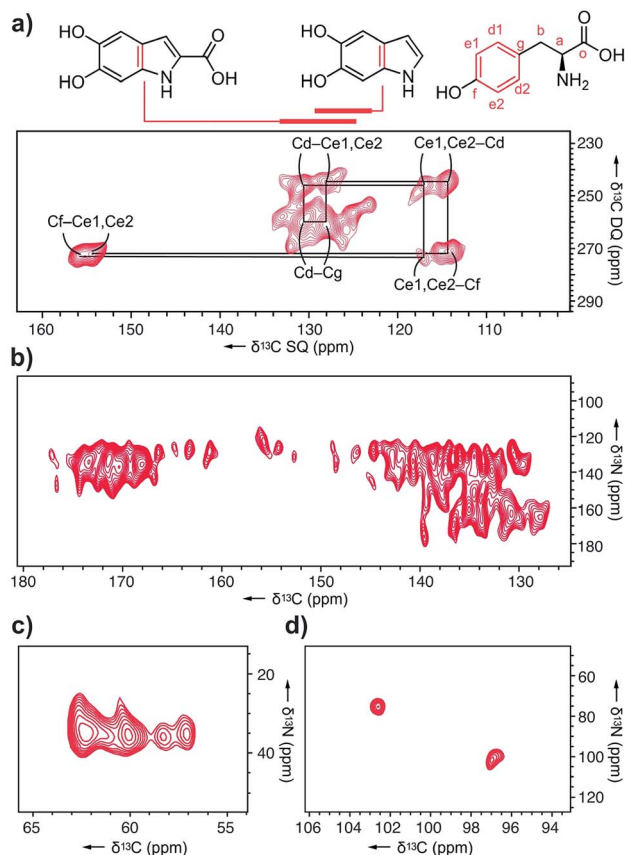 a)
HO
HO
N
H
O
OH
HO
HO
N
H
e1
d1
b
O
OH
g
a
o
HO
f
e2
d2
NH₂
Cd–Ce1,Ce2
Ce1,Ce2–Cd
Cf–Ce1,Ce2
Cd–Cg
Ce1,Ce2–Cf
230
250
270
290
δ¹³C DQ (ppm)
160 150 140 130 120 110
δ¹³C SQ (ppm)
b)
100
120
140
160
180
δ¹⁵N (ppm)
180 170 160 150 140 130
δ¹³C (ppm)
c)
20
40
δ¹⁵N (ppm)
65 60 55
δ¹³C (ppm)
d)
60
80
100
120
δ¹⁵N (ppm)
106 104 102 100 98 96 94
δ¹³C (ppm)